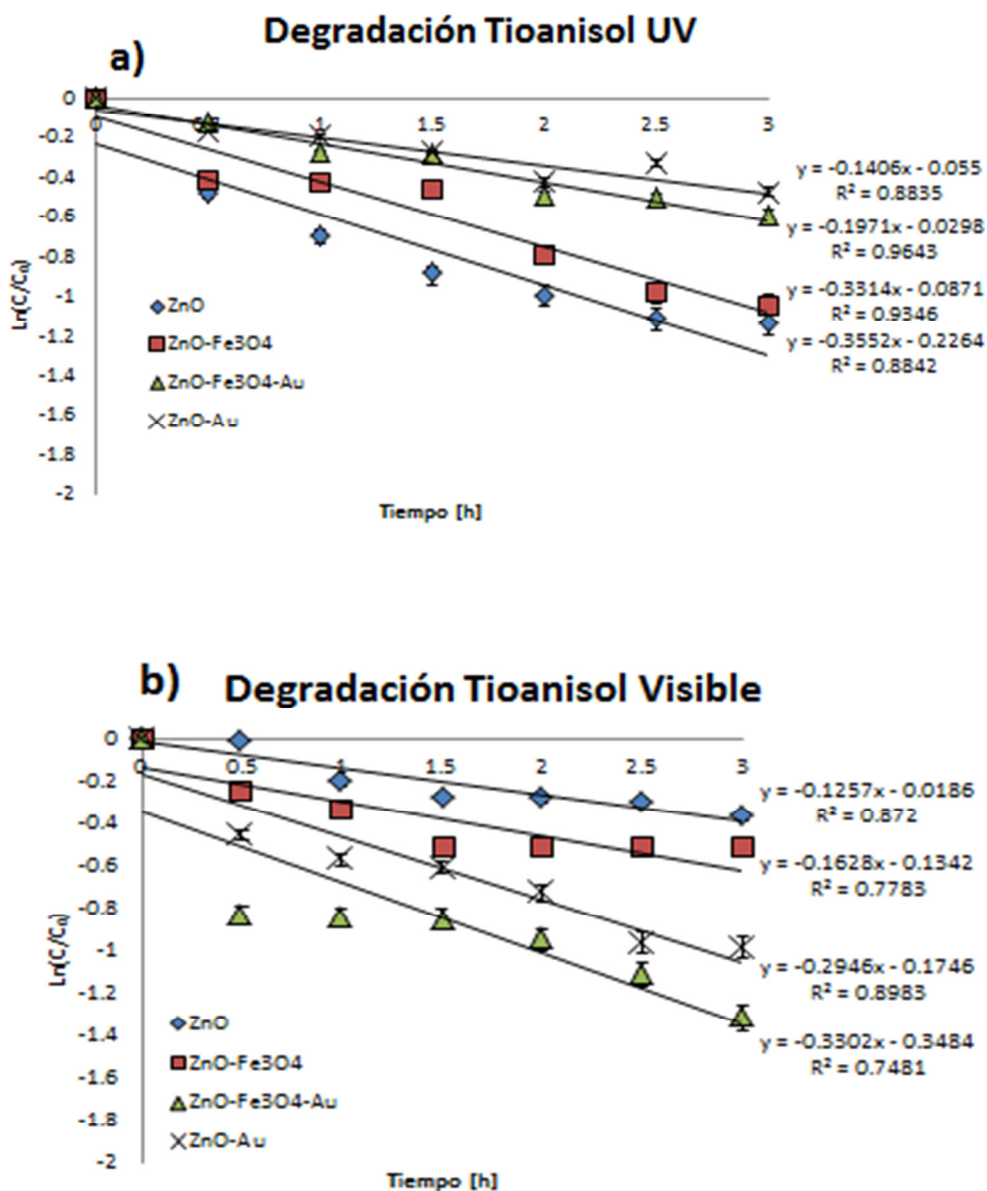 Degradación Tioanisol UV
a)
0
0
0.5
1
1.5
2
2.5
3
-0.2
-0.4
-0.6
-0.8
-1
-1.2
-1.4
-1.6
-1.8
-2
Ln(C/C₀)
y = -0.1406x - 0.055
R² = 0.8835
y = -0.1971x - 0.0298
R² = 0.9643
y = -0.3314x - 0.0871
R² = 0.9346
y = -0.3552x - 0.2264
R² = 0.8842
ZnO
ZnO-Fe3O4
ZnO-Fe3O4-Au
ZnO-Au
Tiempo [h]
b) Degradación Tioanisol Visible
0
0
0.5
1
1.5
2
2.5
3
-0.2
-0.4
-0.6
-0.8
-1
-1.2
-1.4
-1.6
-1.8
-2
Ln(C/C₀)
y = -0.1257x - 0.0186
R² = 0.872
y = -0.1628x - 0.1342
R² = 0.7783
y = -0.2946x - 0.1746
R² = 0.8983
y = -0.3302x - 0.3484
R² = 0.7481
ZnO
ZnO-Fe3O4
ZnO-Fe3O4-Au
ZnO-Au
Tiempo [h]